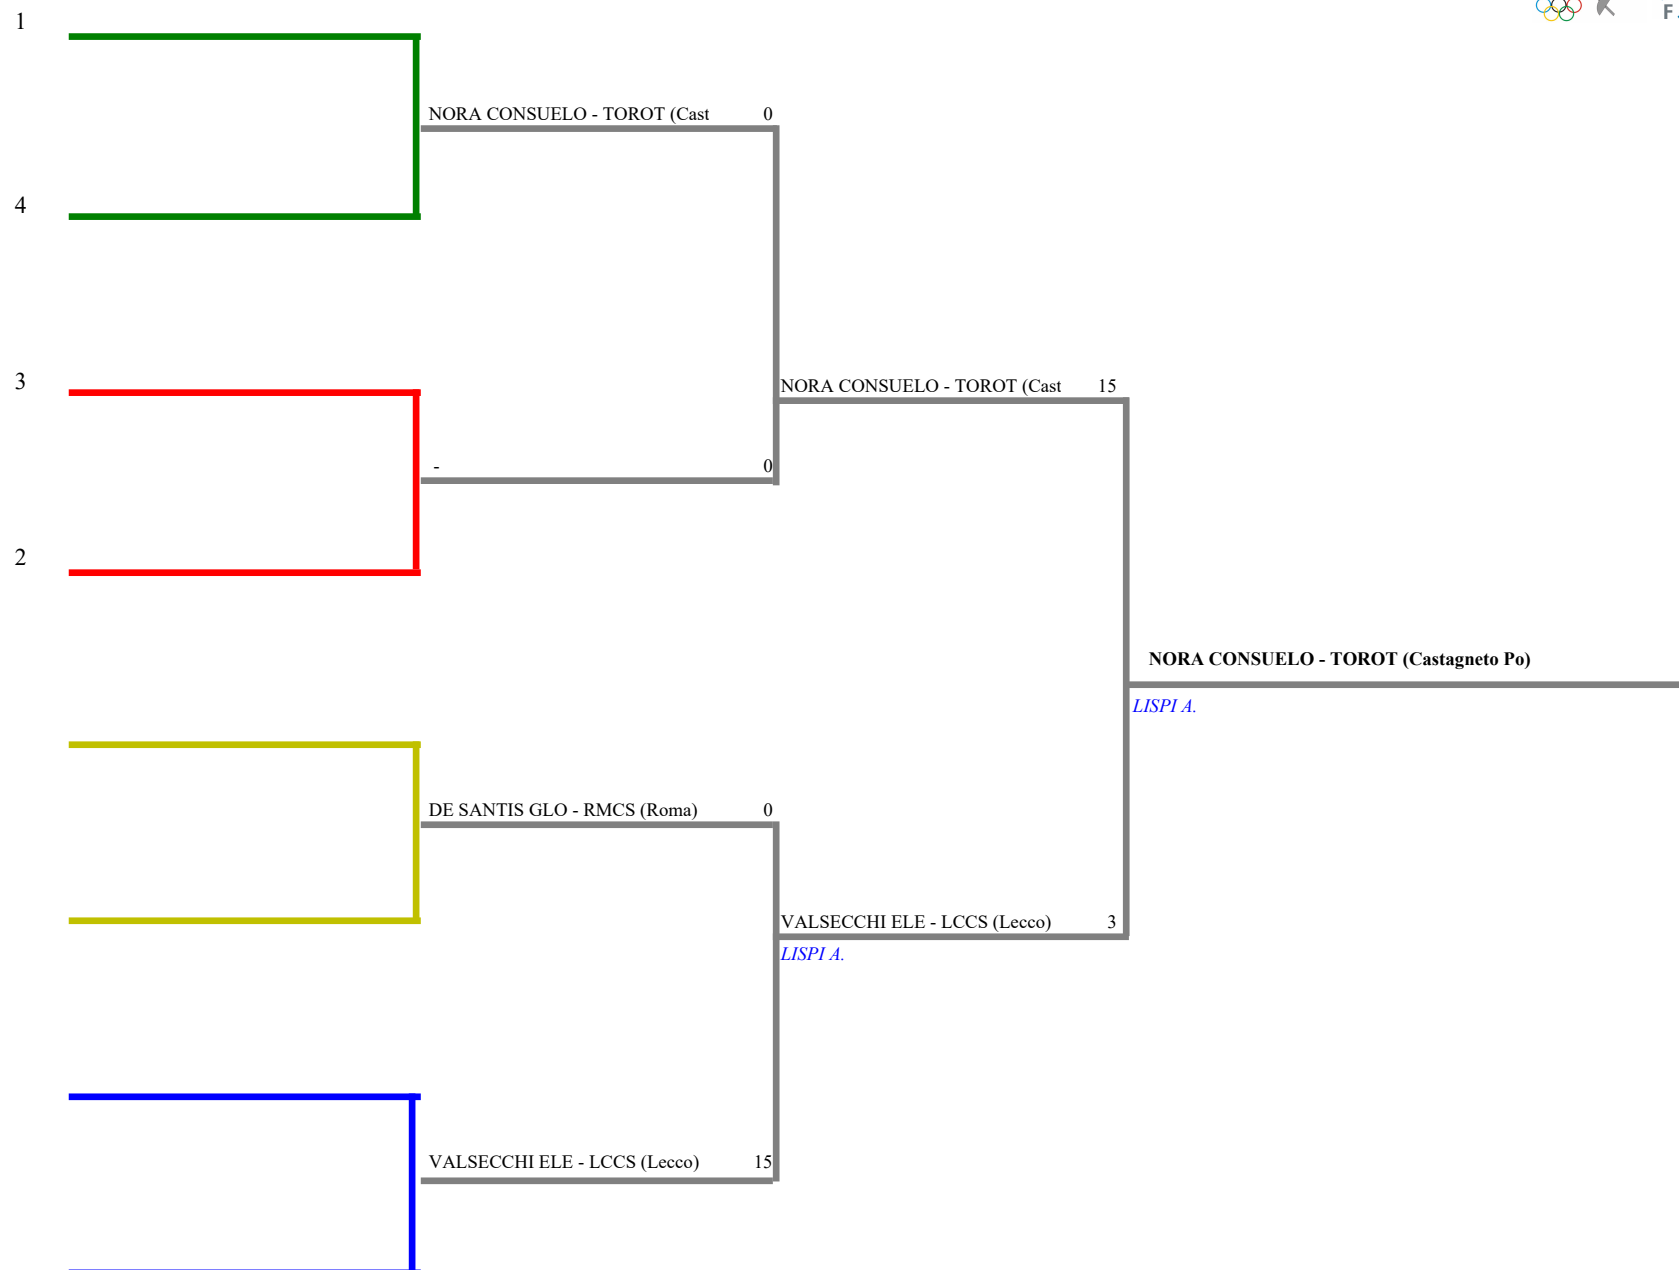 1
F
NORA CONSUELO - TOROT (Cast 0
4
3
NORA CONSUELO - TOROT (Cast 15
- 0
2
NORA CONSUELO - TOROT (Castagneto Po)
LISPI A.
DE SANTIS GLO - RMCS (Roma) 0
VALSECCHI ELE - LCCS (Lecco) 3
LISPI A.
VALSECCHI ELE - LCCS (Lecco) 15